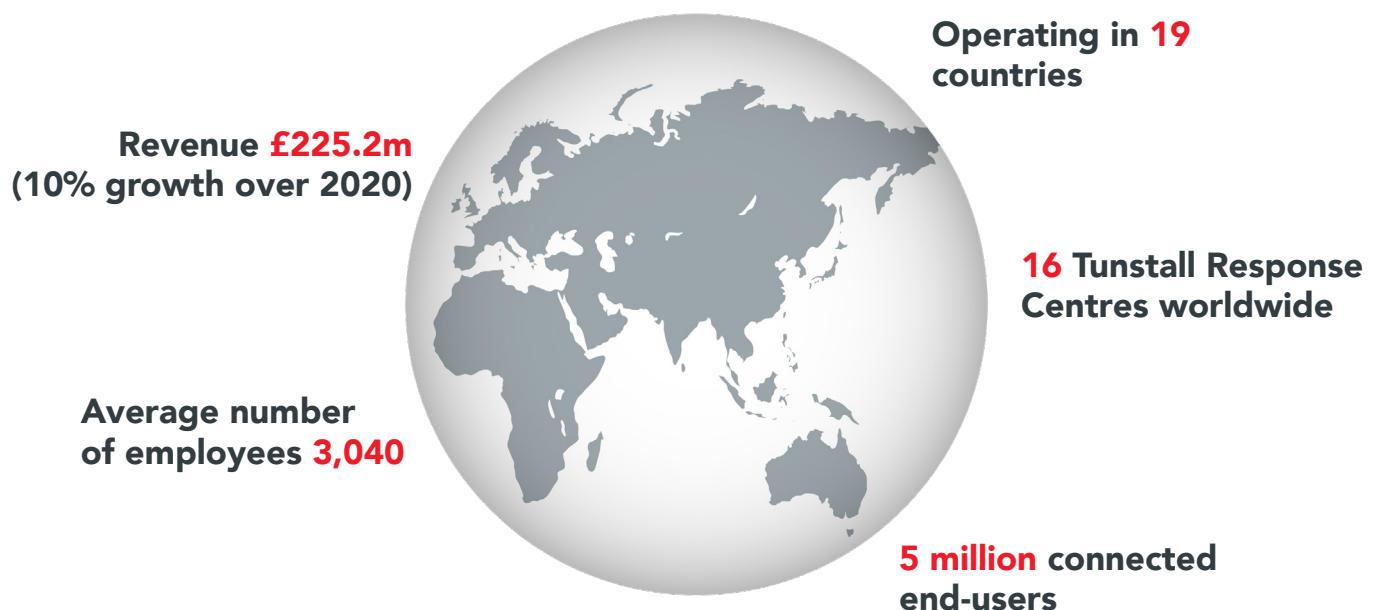 Operating in 19
countries
Revenue £225.2m
(10% growth over 2020)
16 Tunstall Response
Centres worldwide
Average number
of employees 3,040
5 million connected
end-users